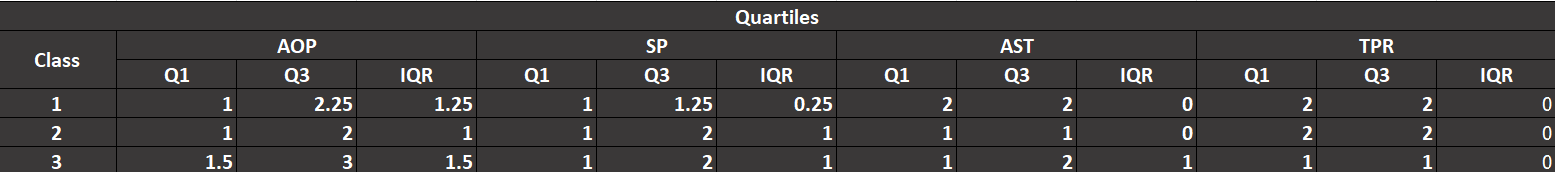 Quartiles
Class AOP SP AST TPR
Q1 Q3 IQR Q1 Q3 IQR Q1 Q3 IQR Q1 Q3 IQR
1 1 2.25 1.25 1 1.25 0.25 2 2 0 2 2 0
2 1 2 1 1 2 1 1 1 0 2 2 0
3 1.5 3 1.5 1 2 1 1 2 1 1 1 0